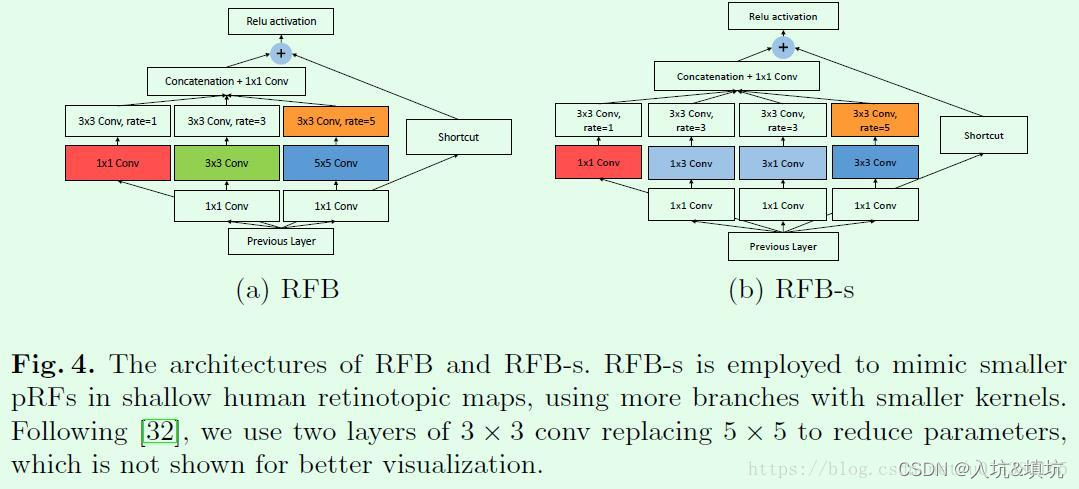 Relu activation
+
Concatenation + 1x1 Conv
3x3 Conv, rate=1
3x3 Conv, rate=3
3x3 Conv, rate=5
Shortcut
1x1 Conv
3x3 Conv
5x5 Conv
1x1 Conv
1x1 Conv
Previous Layer
(a) RFB
Relu activation
+
Concatenation + 1x1 Conv
3x3 Conv,
rate=1
3x3 Conv,
rate=3
3x3 Conv,
rate=3
3x3 Conv,
rate=5
Shortcut
1x1 Conv
1x3 Conv
3x1 Conv
3x3 Conv
1x1 Conv
1x1 Conv
1x1 Conv
Previous Layer
(b) RFB-s
Fig. 4. The architectures of RFB and RFB-s. RFB-s is employed to mimic smaller
pRFs in shallow human retinotopic maps, using more branches with smaller kernels.
Following [32], we use two layers of 3 × 3 conv replacing 5 × 5 to reduce parameters,
which is not shown for better visualization.
CSDN @入坑&填坑